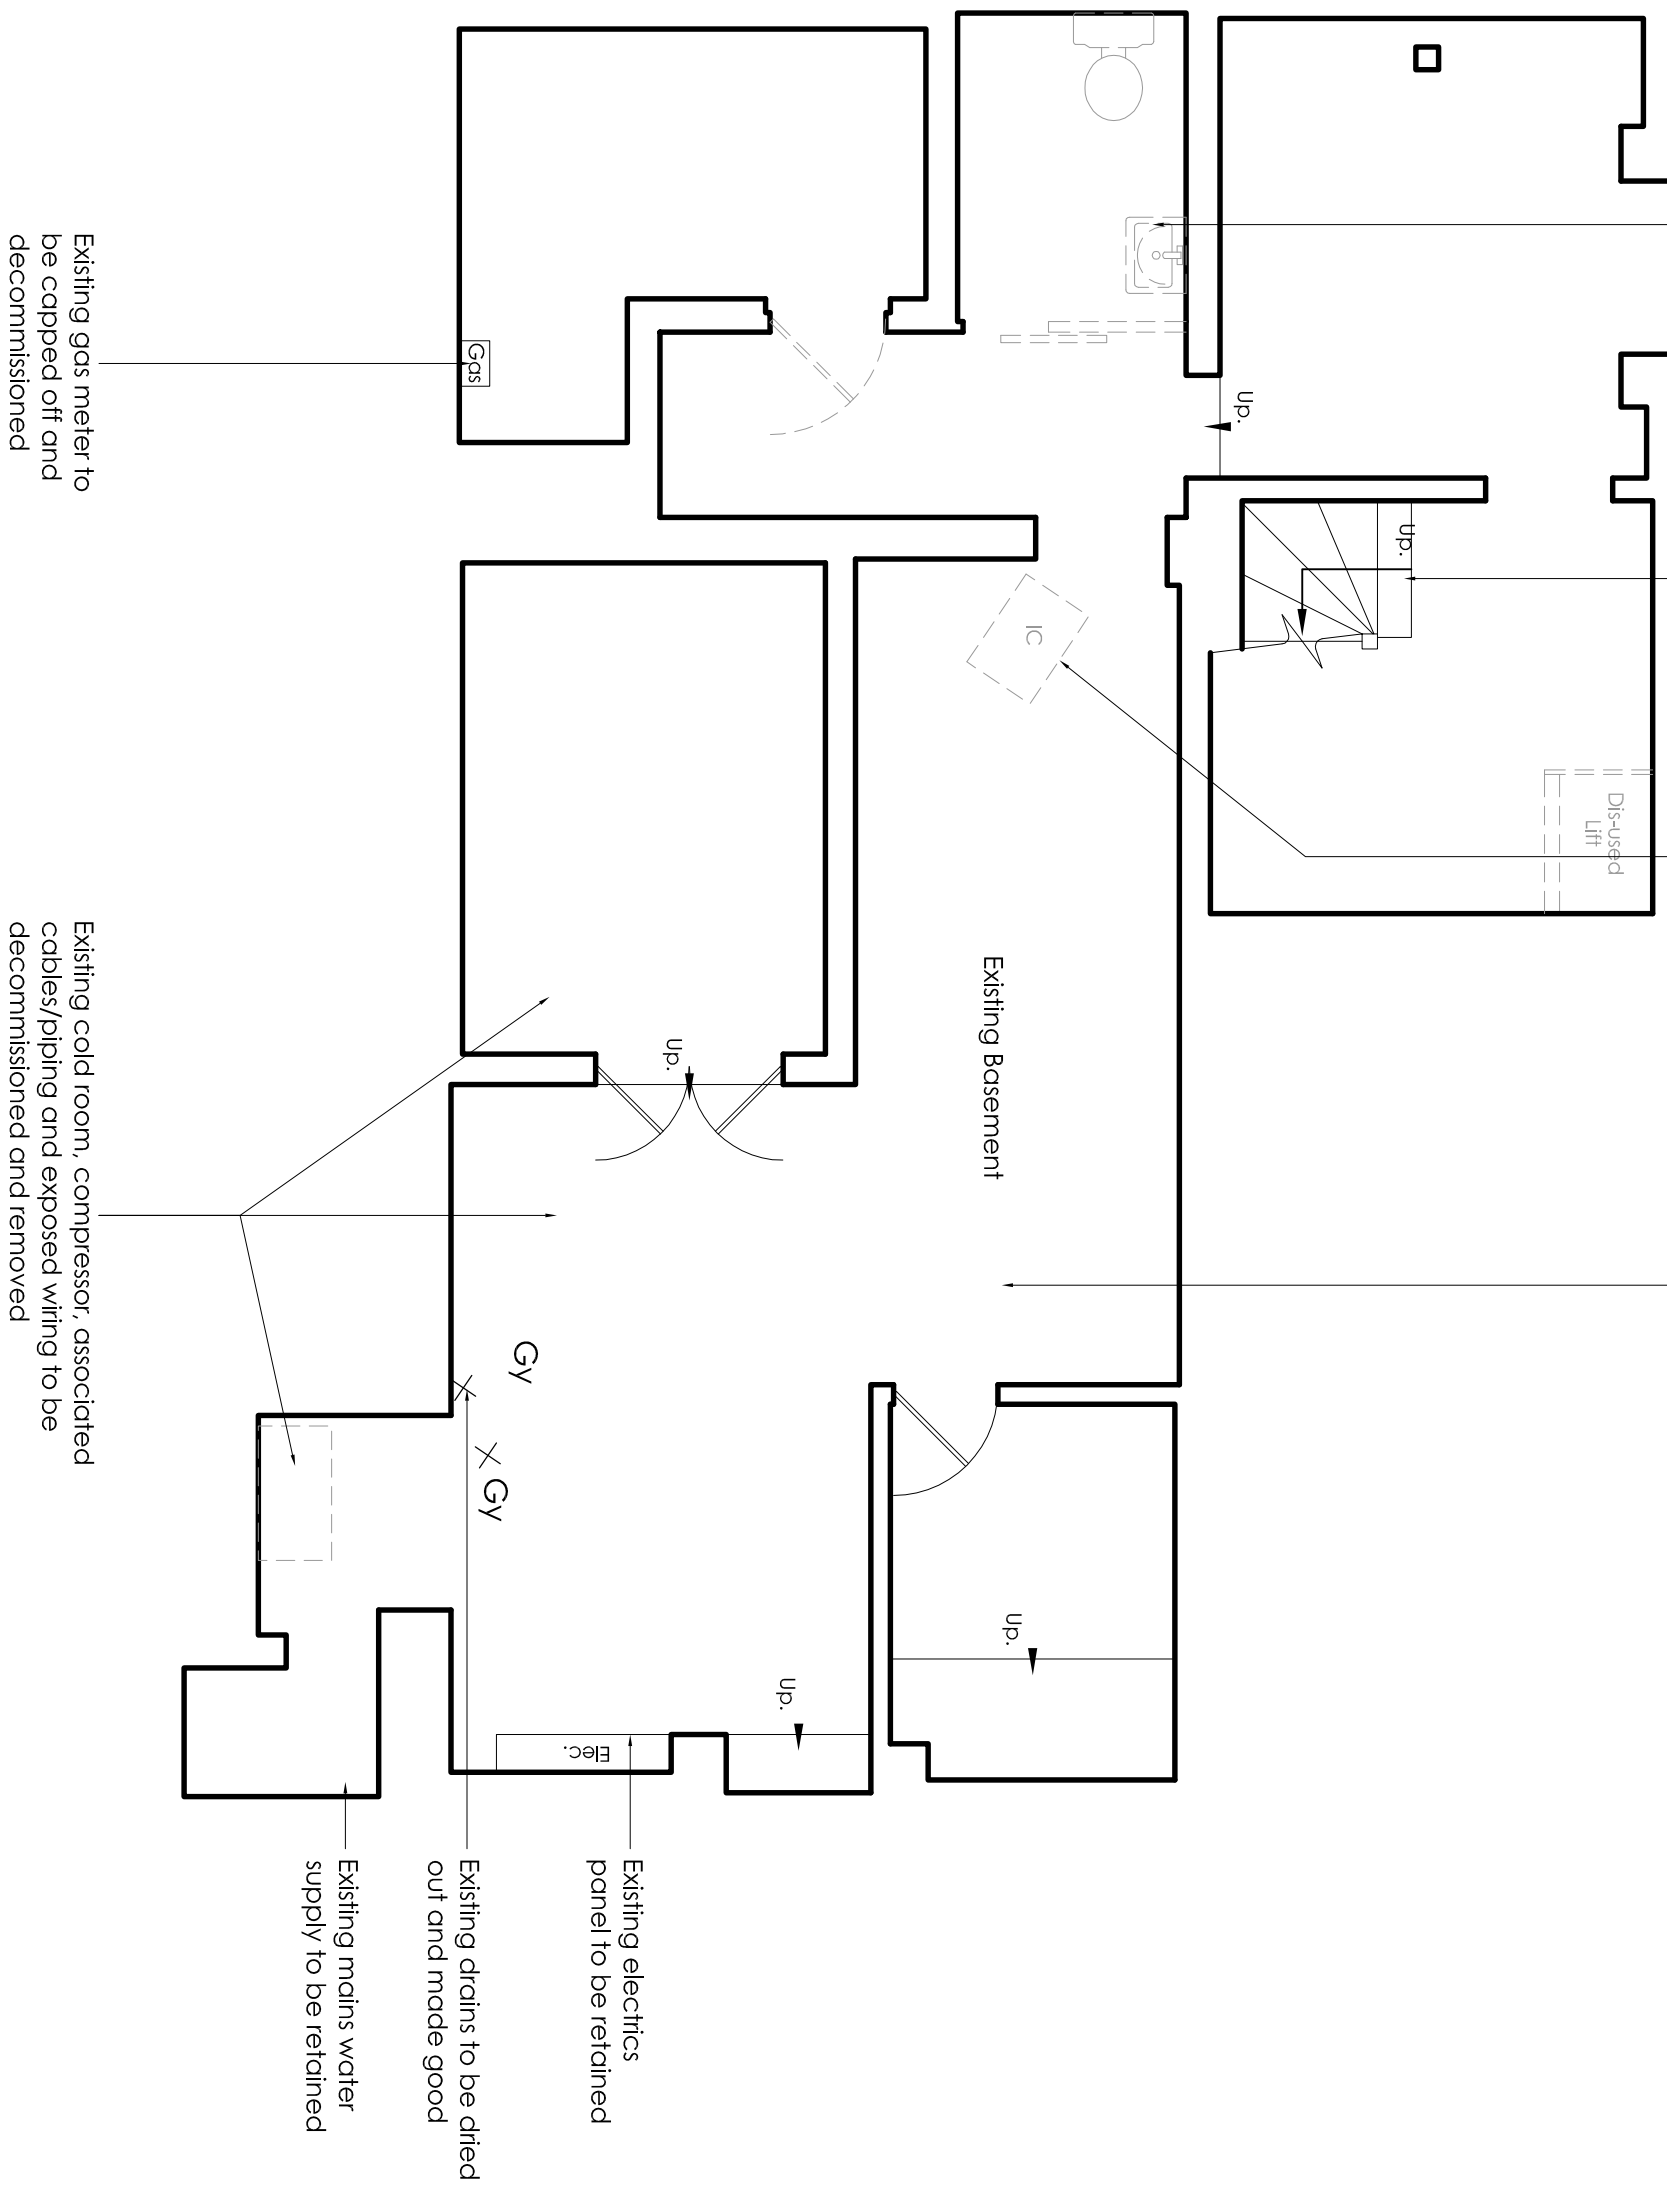 Up.
Up.
Dis-used
Lift
IC
Existing Basement
Gas
Up.
Gy
Gy
Up.
Up.
Elec.
Existing gas meter to
be capped off and
decommissioned
Existing cold room, compressor, associated
cables/piping and exposed wiring to be
decommissioned and removed
Existing electrics
panel to be retained
Existing drains to be dried
out and made good
Existing mains water
supply to be retained